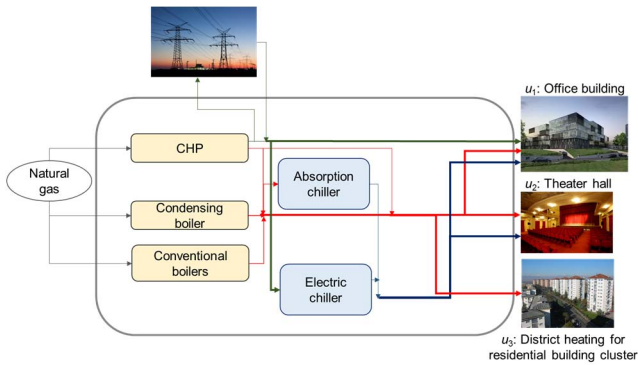 u1: Office building
CHP
Natural
gas
Absorption
chiller
u2: Theater hall
Condensing
boiler
Conventional
boilers
Electric
chiller
u3: District heating for
residential building cluster